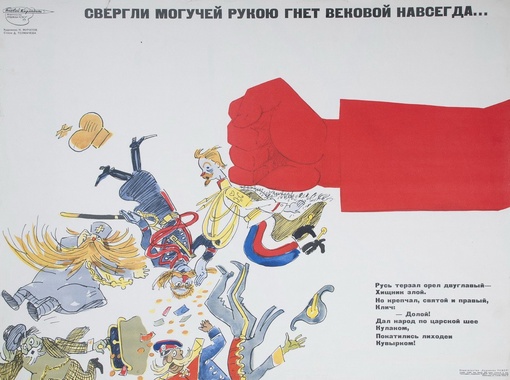 СВЕРГЛИ МОГУЧЕЙ РУКОЮ ГНЕТ ВЕКОВОЙ НАВСЕГДА...
Русь терзал орел двуглавый—
Хищник злой.
Но крепчал, святой и правый,
Клич:
— Долой!
Дал народ по царской шее
Кулаком,
Покатились лиходеи
Кувырком!